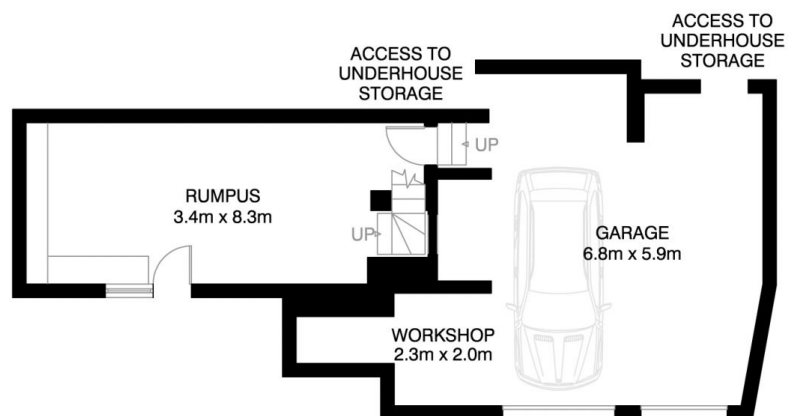 ACCESS TO
UNDERHOUSE
STORAGE
ACCESS TO
UNDERHOUSE
STORAGE
UP
RUMPUS
3.4m x 8.3m
UP
GARAGE
6.8m x 5.9m
WORKSHOP
2.3m x 2.0m